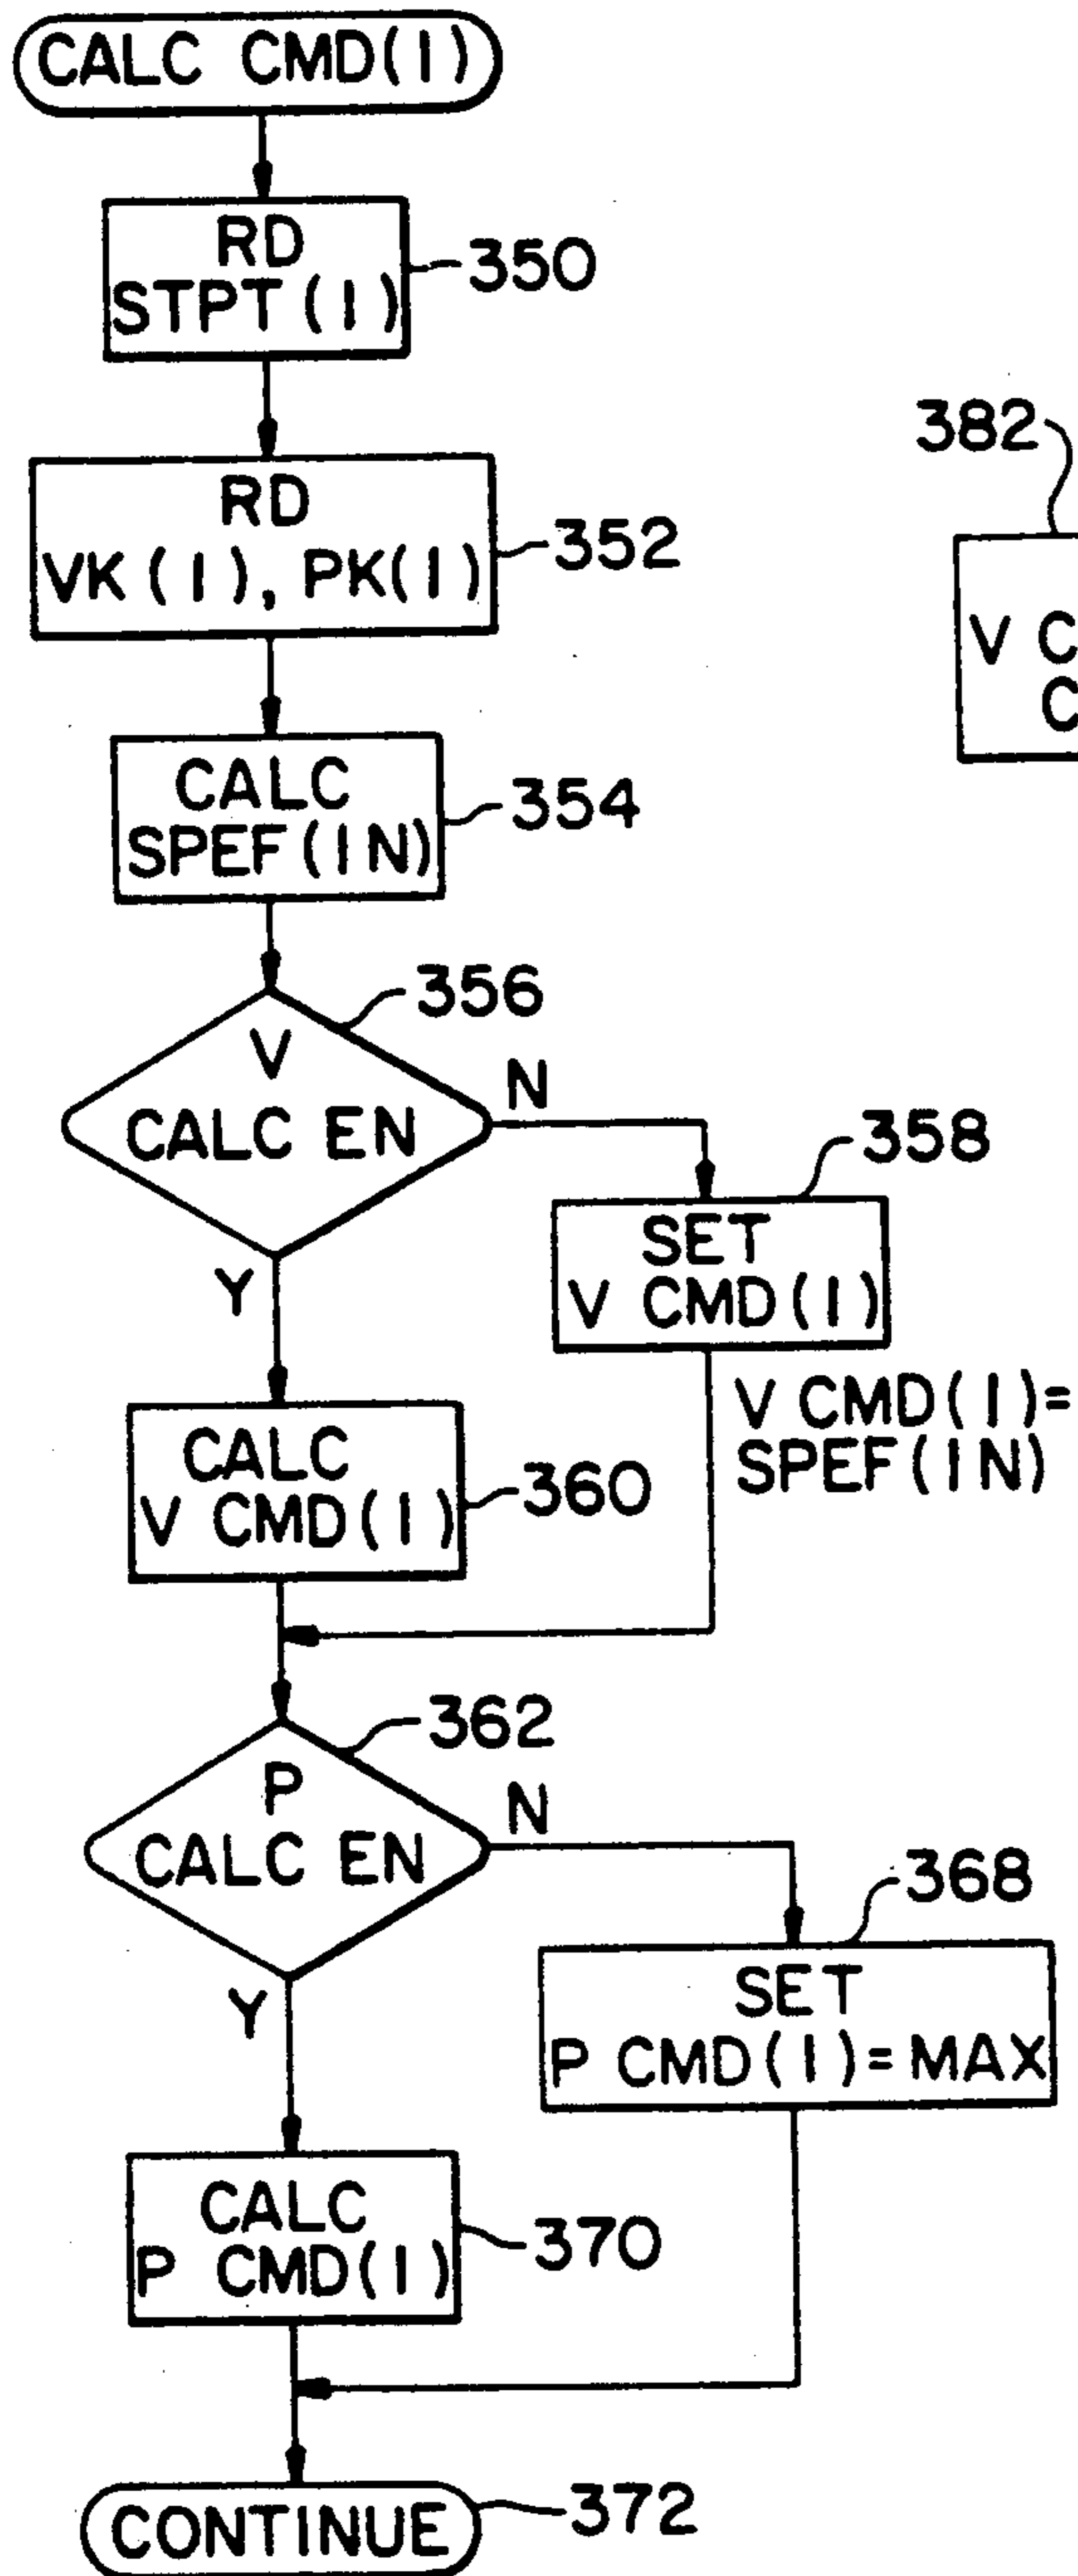 CALC CMD(I)
RD
STPT(I)
350
RD
VK(I), PK(I)
352
382
V C
C
CALC
SPEF(IN)
354
356
V
CALC EN
N
Y
358
SET
V CMD(I)
V CMD(I)=
SPEF(IN)
CALC
V CMD(I)
360
362
P
CALC EN
N
Y
368
SET
P CMD(I)=MAX
CALC
P CMD(I)
370
CONTINUE
372